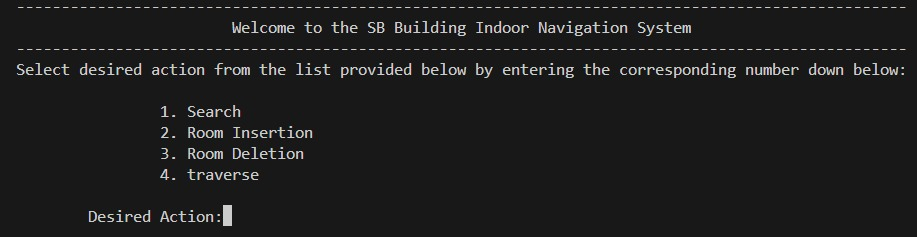 ---------------------------------------------------------------------------------------------------
Welcome to the SB Building Indoor Navigation System
---------------------------------------------------------------------------------------------------
Select desired action from the list provided below by entering the corresponding number down below:
1. Search
2. Room Insertion
3. Room Deletion
4. traverse
Desired Action: